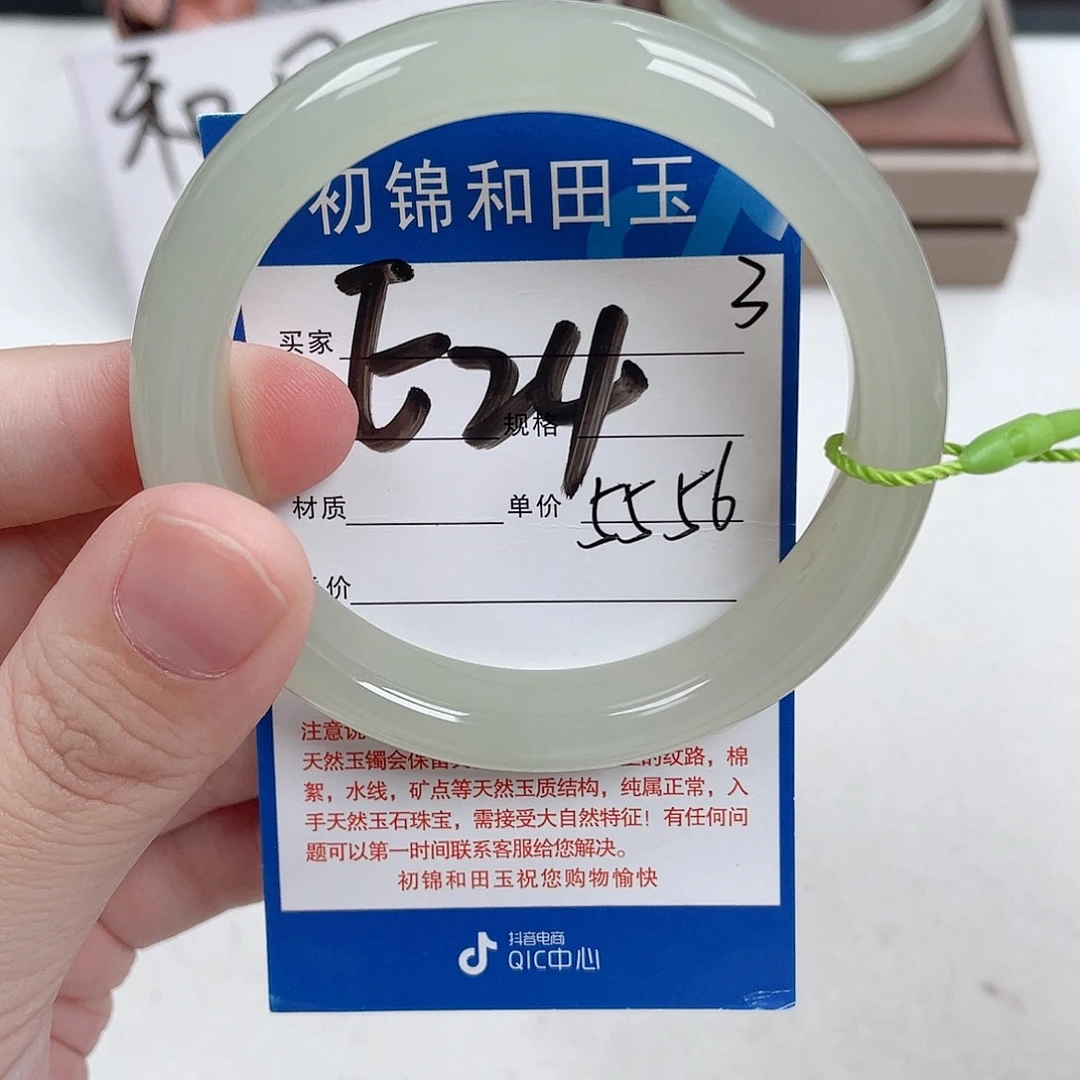 和
初锦和田玉
3
买家
E24
规格
材质 单价 5556
价
注意
天然玉镯会保留 的纹路，棉
絮，水线，矿点等天然玉质结构，纯属正常，入
手天然玉石珠宝，需接受大自然特征！有任何问
题可以第一时间联系客服给您解决。
初锦和田玉祝您购物愉快
抖音电商
QIC中心